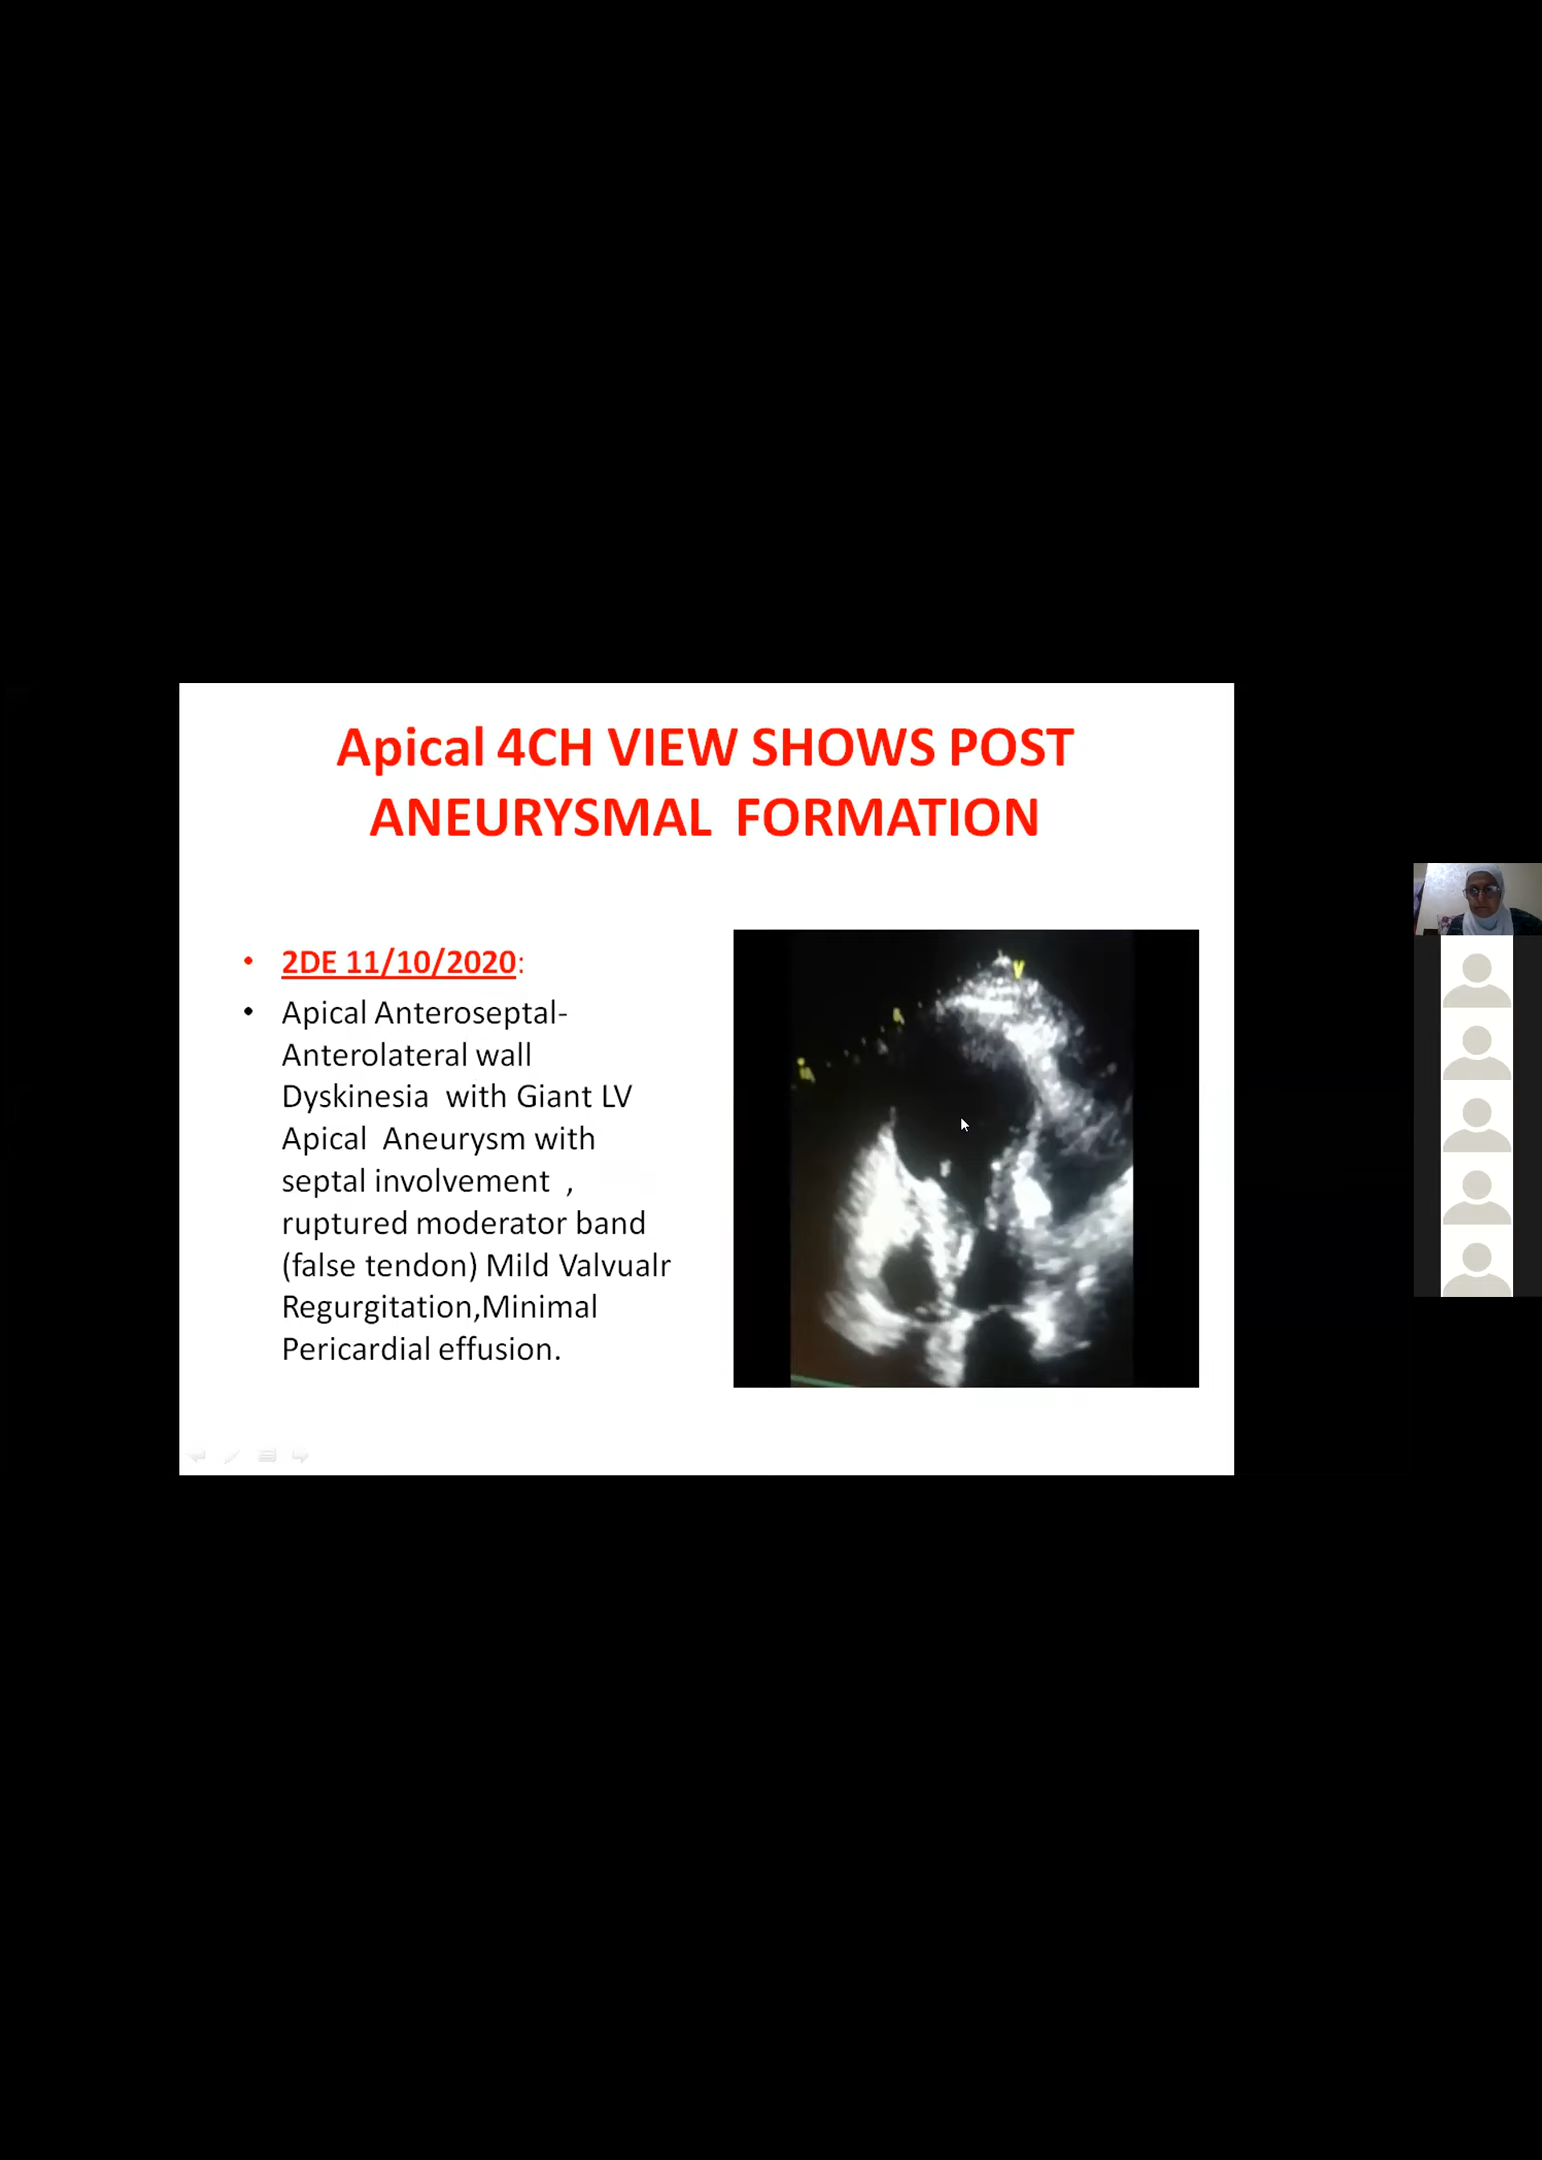 Apical 4CH VIEW SHOWS POST
ANEURYSMAL FORMATION
• 2DE 11/10/2020:
• Apical Anteroseptal-
Anterolateral wall
Dyskinesia with Giant LV
Apical Aneurysm with
septal involvement ,
ruptured moderator band
(false tendon) Mild Valvualr
Regurgitation,Minimal
Pericardial effusion.
V